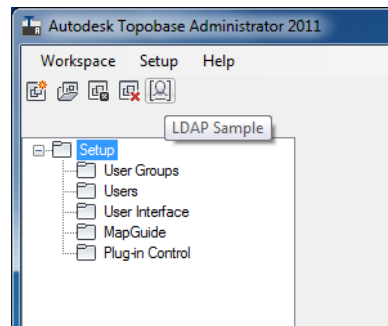 Autodesk Topobase Administrator 2011
Workspace Setup Help
LDAP Sample
Setup
User Groups
Users
User Interface
MapGuide
Plug-in Control